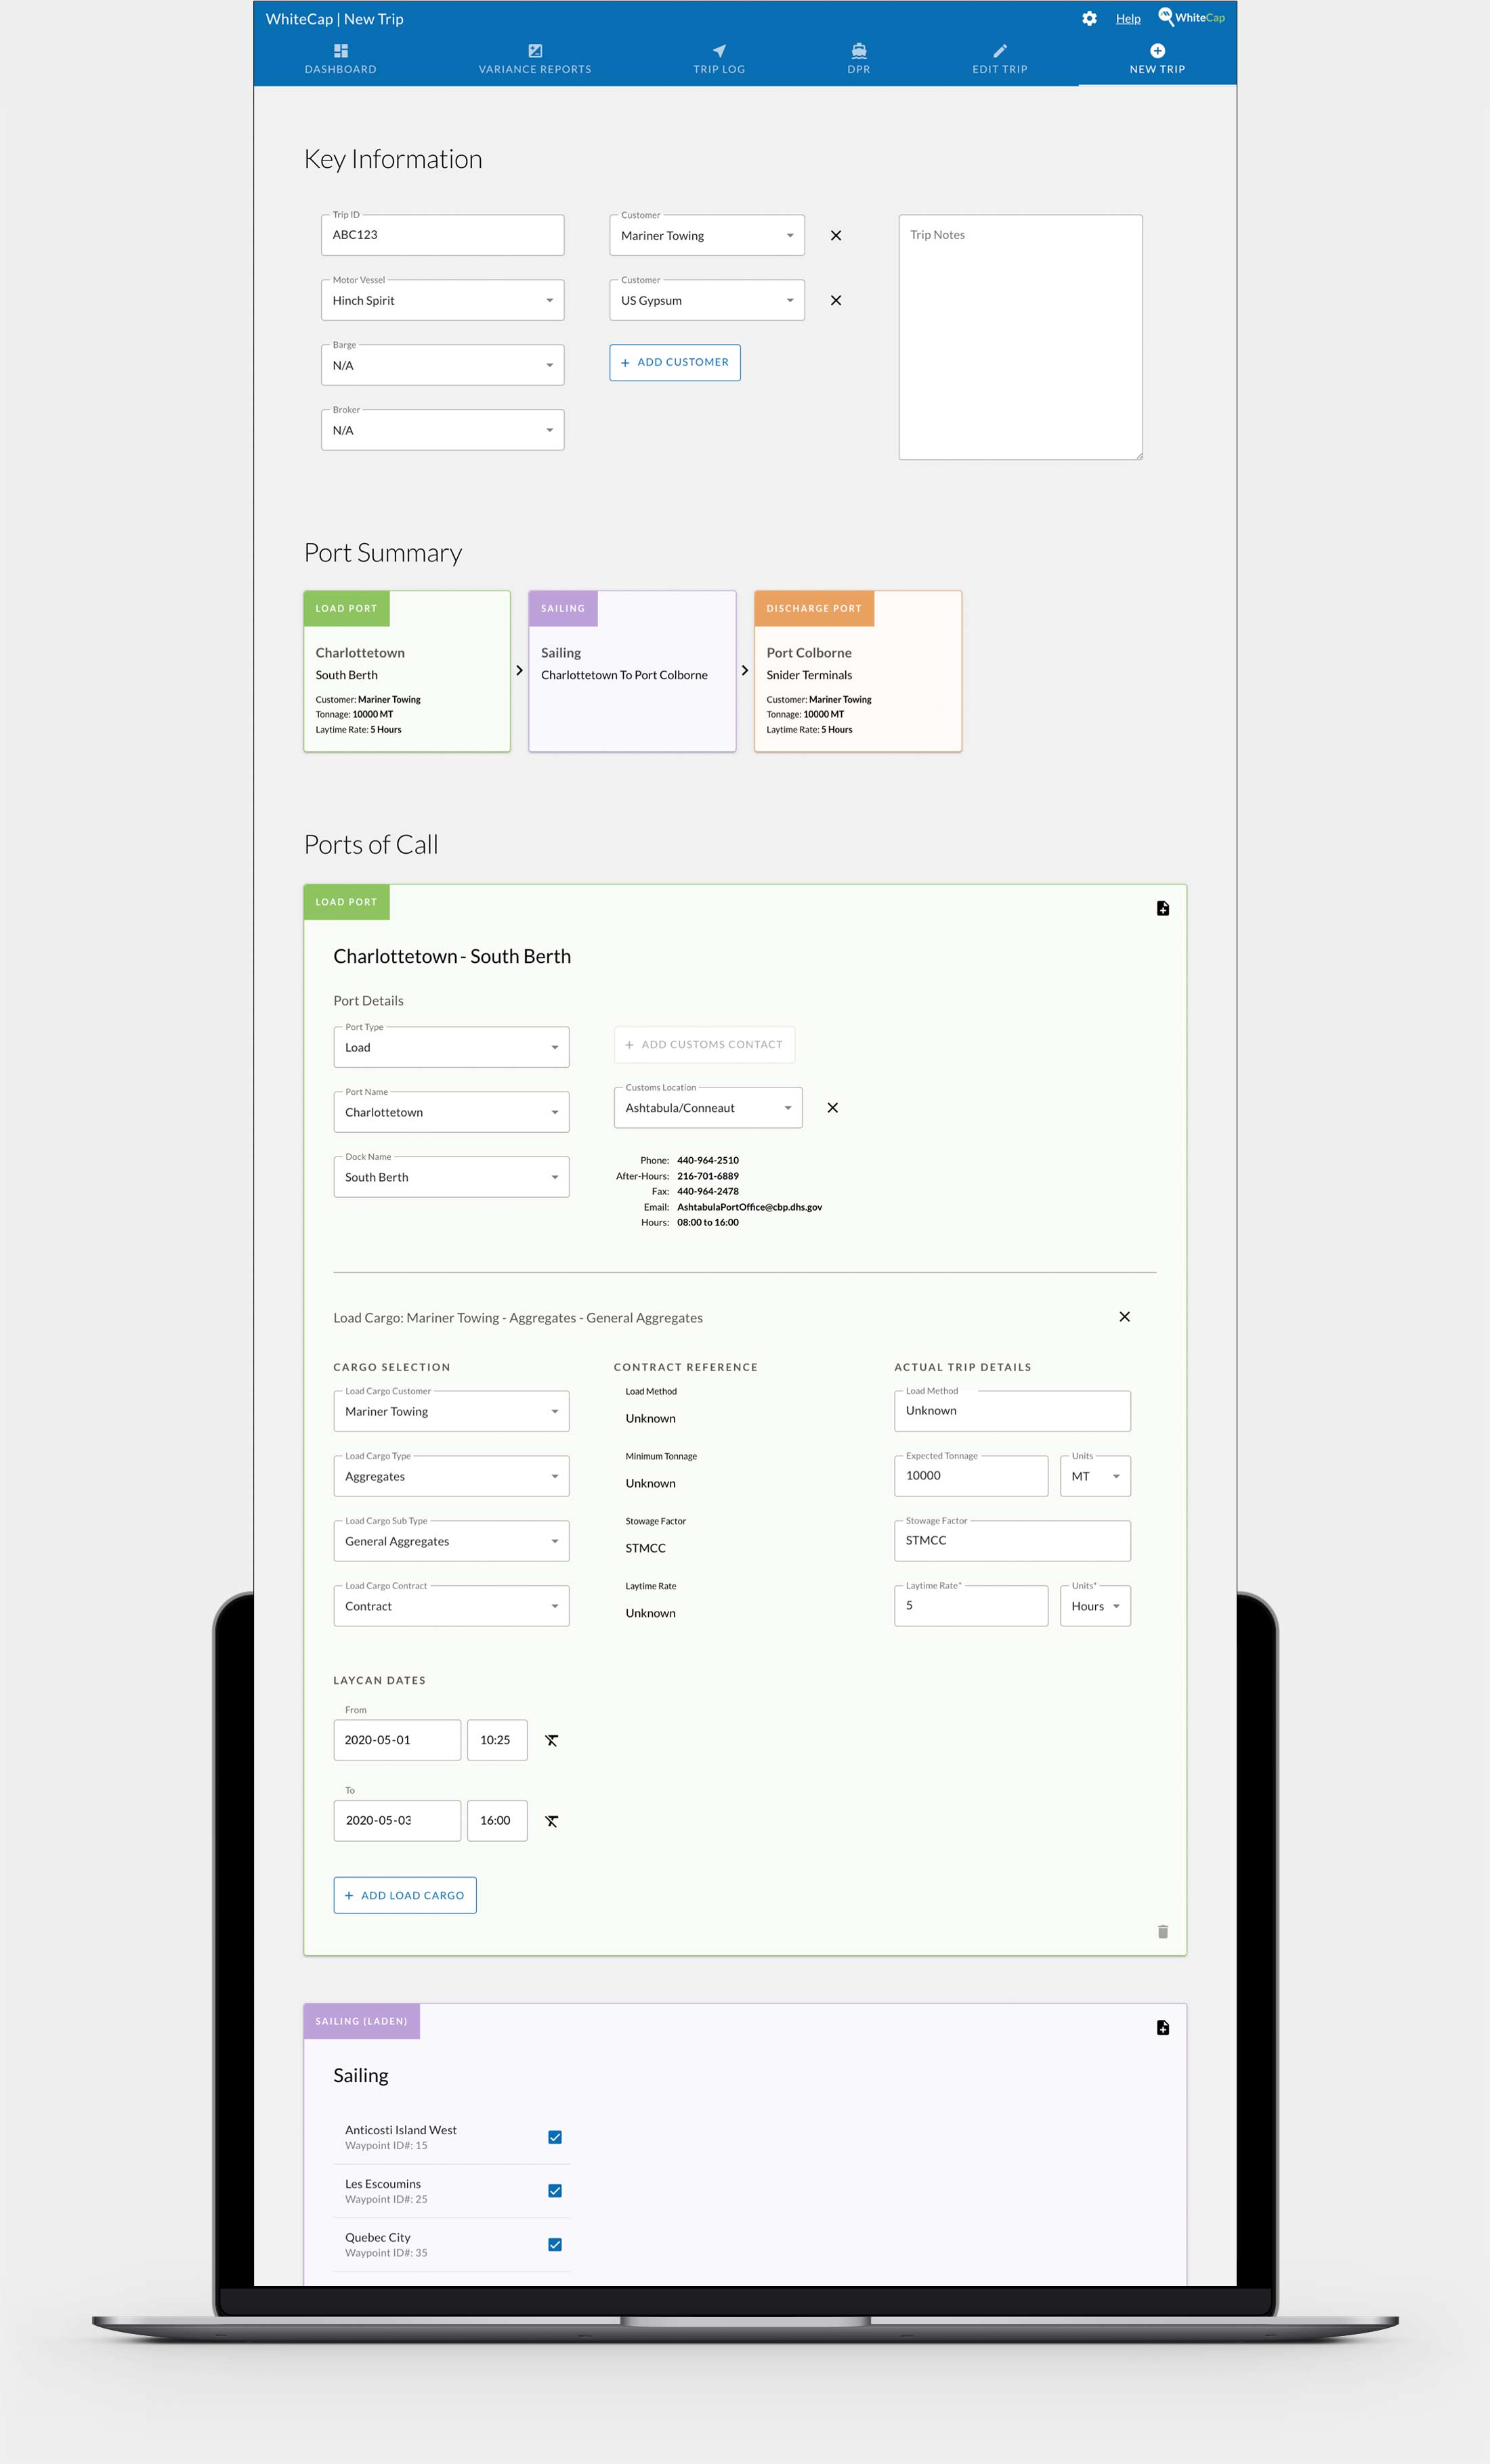 WhiteCap | New Trip
Help
WhiteCap
DASHBOARD
VARIANCE REPORTS
TRIP LOG
DPR
EDIT TRIP
NEW TRIP
Key Information
Trip ID
ABC123
Motor Vessel
Hinch Spirit
Barge
N/A
Broker
N/A
Customer
Mariner Towing
Customer
US Gypsum
+ ADD CUSTOMER
Trip Notes
Port Summary
LOAD PORT
Charlottetown
South Berth
Customer: Mariner Towing
Tonnage: 10000 MT
Laytime Rate: 5 Hours
SAILING
Sailing
Charlottetown To Port Colborne
DISCHARGE PORT
Port Colborne
Snider Terminals
Customer: Mariner Towing
Tonnage: 10000 MT
Laytime Rate: 5 Hours
Ports of Call
LOAD PORT
Charlottetown - South Berth
Port Details
Port Type
Load
Port Name
Charlottetown
Dock Name
South Berth
+ ADD CUSTOMS CONTACT
Customs Location
Ashtabula/Conneaut
Phone: 440-964-2510
After-Hours: 216-701-6889
Fax: 440-964-2478
Email: AshtabulaPortOffice@cbp.dhs.gov
Hours: 08:00 to 16:00
Load Cargo: Mariner Towing - Aggregates - General Aggregates
CARGO SELECTION
Load Cargo Customer
Mariner Towing
Load Cargo Type
Aggregates
Load Cargo Sub Type
General Aggregates
Load Cargo Contract
Contract
CONTRACT REFERENCE
Load Method
Unknown
Minimum Tonnage
Unknown
Stowage Factor
STMCC
Laytime Rate
Unknown
ACTUAL TRIP DETAILS
Load Method
Unknown
Expected Tonnage
10000
Units
MT
Stowage Factor
STMCC
Laytime Rate*
5
Units*
Hours
LAYCAN DATES
From
2020-05-01
10:25
To
2020-05-03
16:00
+ ADD LOAD CARGO
SAILING (LADEN)
Sailing
Anticosti Island West
Waypoint ID#: 15
Les Escoumins
Waypoint ID#: 25
Quebec City
Waypoint ID#: 35